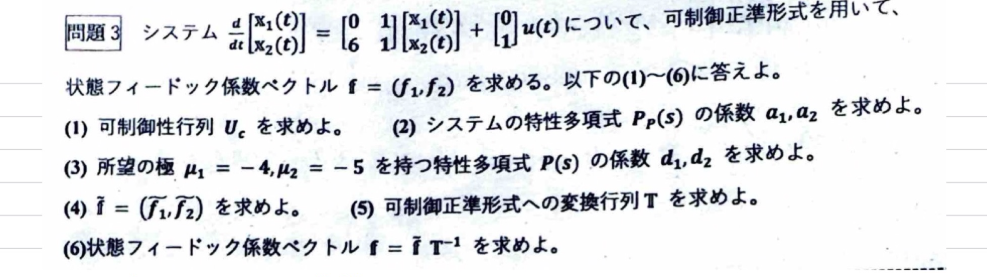 問題 3 システム d/dt [x₁(t) x₂(t)] = [0 1 6 1] [x₁(t) x₂(t)] + [0 1] u(t) について、可制御正準形式を用いて、
状態フィードック係数ベクトル f = (f₁, f₂) を求める。以下の(1)～(6)に答えよ。
(1) 可制御性行列 U_c を求めよ。 (2) システムの特性多項式 P_P(s) の係数 a₁, a₂ を求めよ。
(3) 所望の極 μ₁ = −4, μ₂ = −5 を持つ特性多項式 P(s) の係数 d₁, d₂ を求めよ。
(4) f̃ = (f̃₁, f̃₂) を求めよ。 (5) 可制御正準形式への変換行列 T を求めよ。
(6)状態フィードック係数ベクトル f = f̃ T⁻¹ を求めよ。